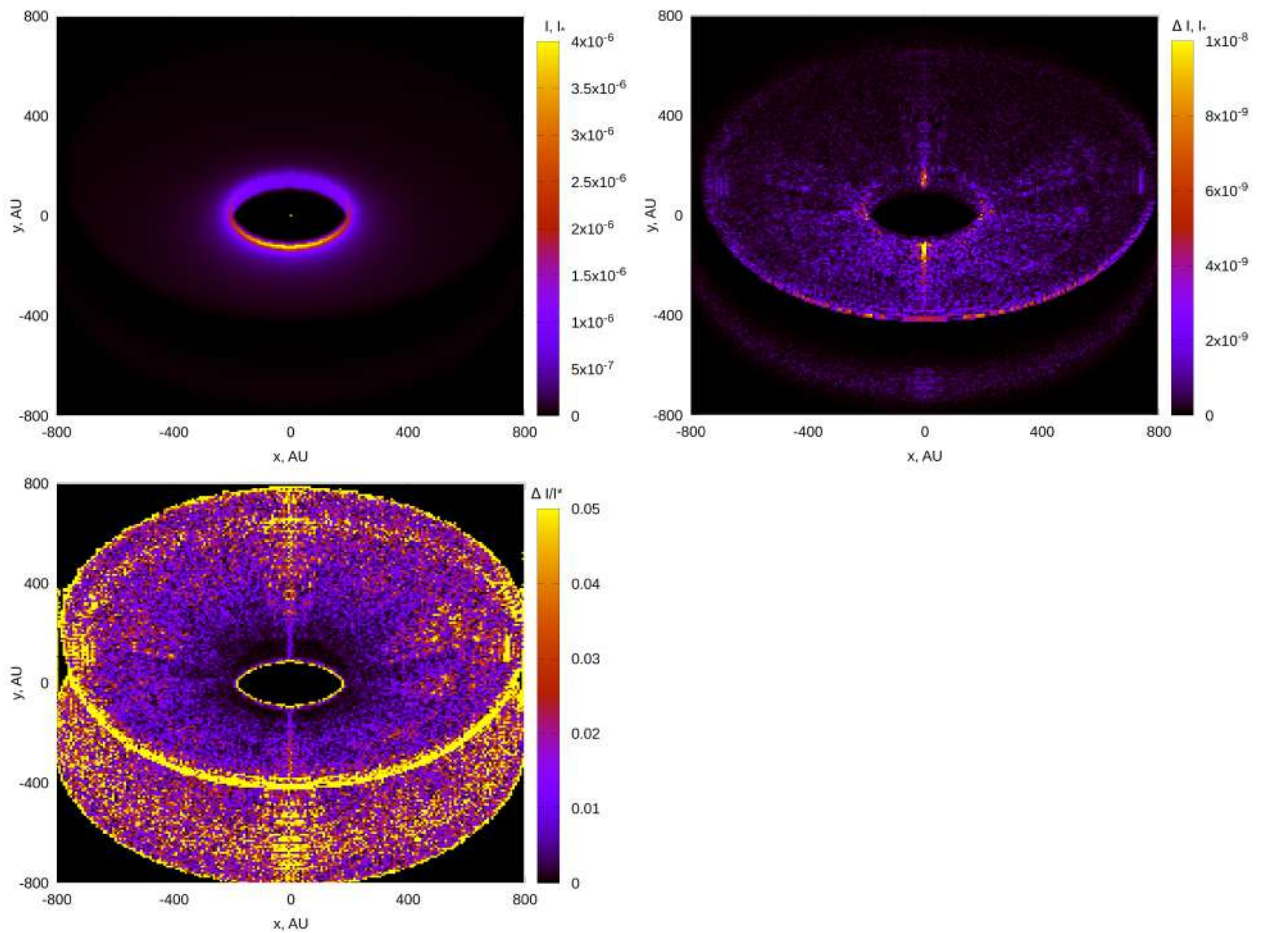 I, I*
800
400
0
-400
-800
y, AU
-800 -400 0 400 800
x, AU
4x10⁻⁶
3.5x10⁻⁶
3x10⁻⁶
2.5x10⁻⁶
2x10⁻⁶
1.5x10⁻⁶
1x10⁻⁶
5x10⁻⁷
0
Δ I, I*
800
400
0
-400
-800
y, AU
-800 -400 0 400 800
x, AU
1x10⁻⁸
8x10⁻⁹
6x10⁻⁹
4x10⁻⁹
2x10⁻⁹
0
Δ I/I*
800
400
0
-400
-800
y, AU
-800 -400 0 400 800
x, AU
0.05
0.04
0.03
0.02
0.01
0